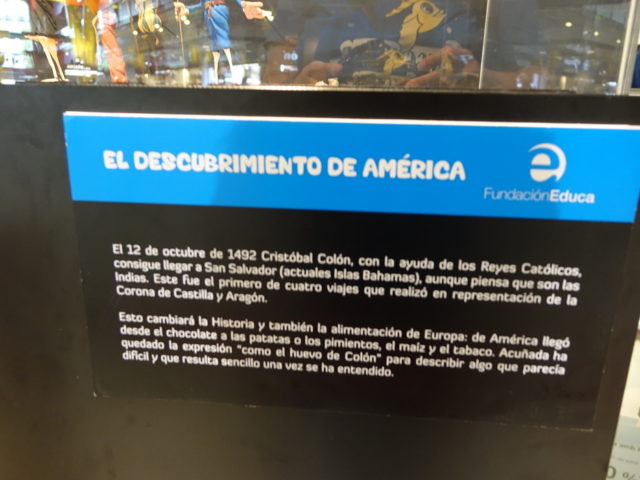 EL DESCUBRIMIENTO DE AMÉRICA
e
FundaciónEduca
El 12 de octubre de 1492 Cristóbal Colón, con la ayuda de los Reyes Católicos,
consigue llegar a San Salvador (actuales Islas Bahamas), aunque piensa que son las
Indias. Este fue el primero de cuatro viajes que realizó en representación de la
Corona de Castilla y Aragón.
Esto cambiará la Historia y también la alimentación de Europa: de América llegó
desde el chocolate a las patatas o los pimientos, el maíz y el tabaco. Acuñada ha
quedado la expresión "como el huevo de Colón" para describir algo que parecía
difícil y que resulta sencillo una vez se ha entendido.